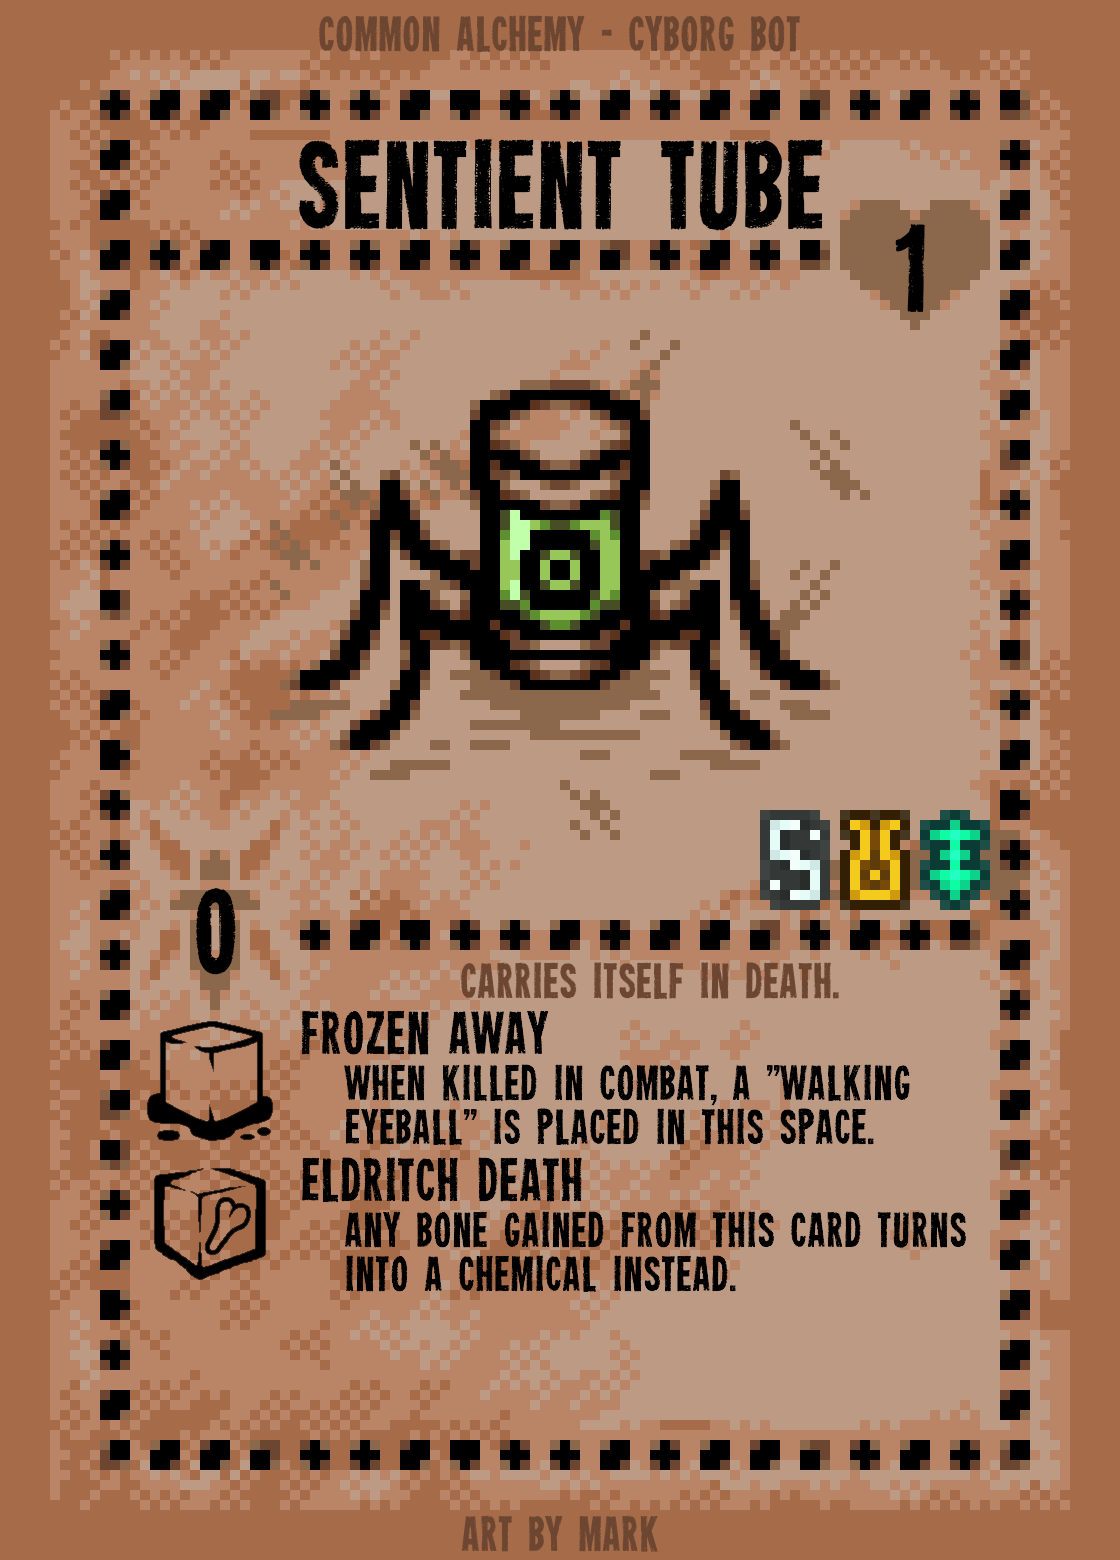 COMMON ALCHEMY - CYBORG BOT
SENTIENT TUBE
1
0
CARRIES ITSELF IN DEATH.
FROZEN AWAY
WHEN KILLED IN COMBAT, A "WALKING
EYEBALL" IS PLACED IN THIS SPACE.
ELDRITCH DEATH
ANY BONE GAINED FROM THIS CARD TURNS
INTO A CHEMICAL INSTEAD.
ART BY MARK